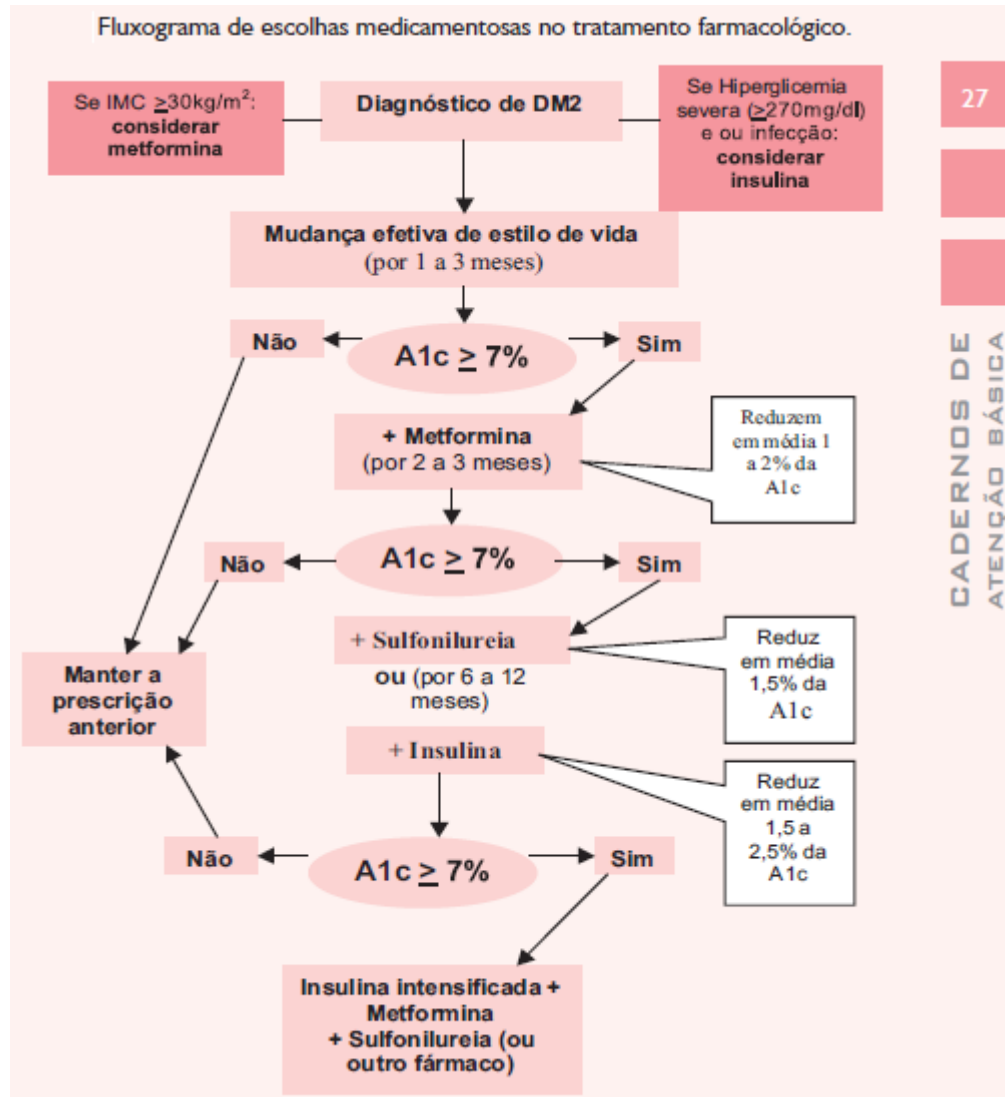 Fluxograma de escolhas medicamentosas no tratamento farmacológico.
Se IMC ≥30kg/m²:
considerar
metformina
Diagnóstico de DM2
Se Hiperglicemia
severa (≥270mg/dl)
e ou infecção:
considerar
insulina
27
Mudança efetiva de estilo de vida
(por 1 a 3 meses)
Não
A1c ≥ 7%
Sim
+ Metformina
(por 2 a 3 meses)
Reduzem
em média 1
a 2% da
A1c
CADERNOS DE
ATENÇÃO BÁSICA
Não
A1c ≥ 7%
Sim
+ Sulfonilureia
ou (por 6 a 12
meses)
Reduz
em média
1,5% da
A1c
Manter a
prescrição
anterior
+ Insulina
Reduz
em média
1,5 a
2,5% da
A1c
Não
A1c ≥ 7%
Sim
Insulina intensificada +
Metformina
+ Sulfonilureia (ou
outro fármaco)